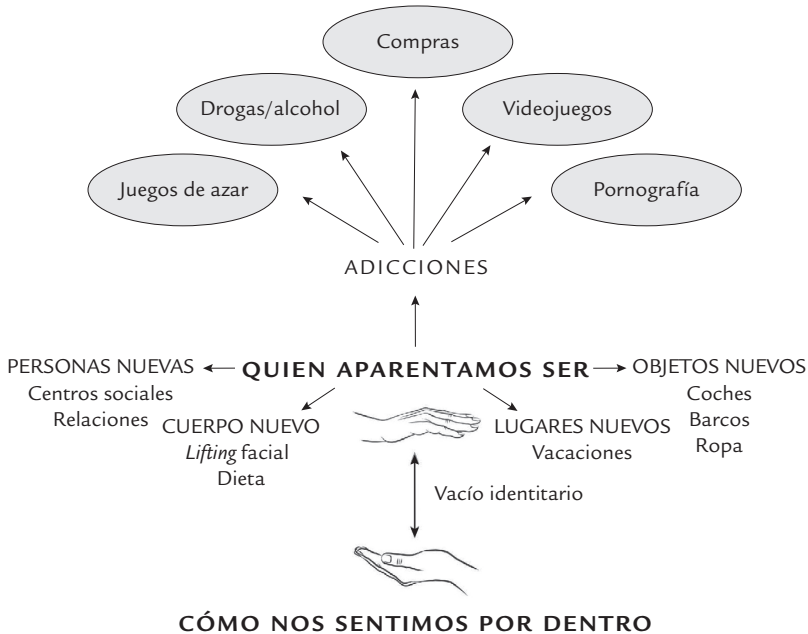 Compras
Drogas/alcohol
Videojuegos
Juegos de azar
Pornografía
ADICCIONES
PERSONAS NUEVAS
Centros sociales
Relaciones
QUIEN APARENTAMOS SER
OBJETOS NUEVOS
Coches
Barcos
Ropa
CUERPO NUEVO
Lifting facial
Dieta
LUGARES NUEVOS
Vacaciones
Vacío identitario
CÓMO NOS SENTIMOS POR DENTRO